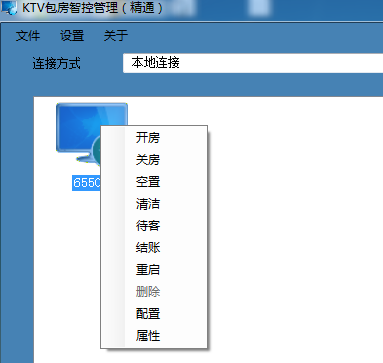 KTV包房智控管理（精通）
文件 设置 关于
连接方式 本地连接
开房
关房
空置
655
清洁
待客
结账
重启
删除
配置
属性